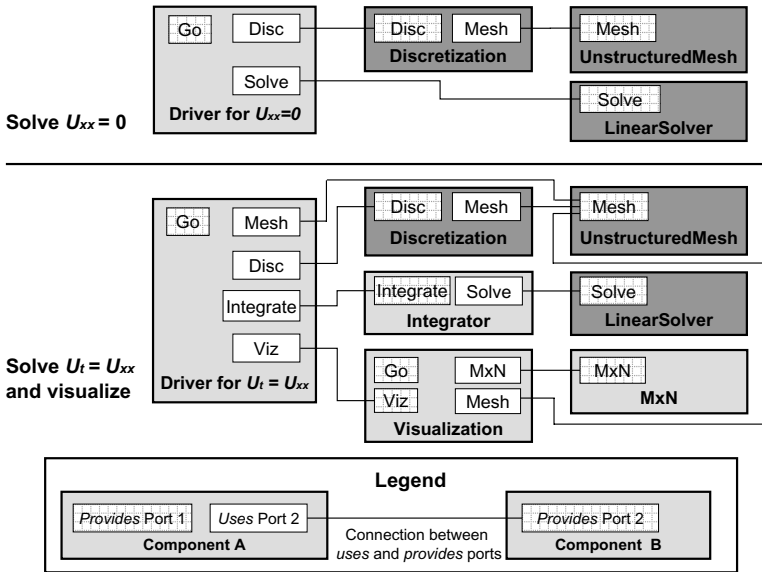 Go Disc Disc Mesh Mesh
Discretization UnstructuredMesh
Solve Solve
Driver for Uxx=0 LinearSolver
Solve Uxx = 0
Go Mesh Disc Mesh Mesh
Discretization UnstructuredMesh
Disc
Integrate Integrate Solve Solve
Integrator LinearSolver
Viz
Driver for Ut = Uxx
Solve Ut = Uxx
and visualize
Go MxN MxN
Viz Mesh MxN
Visualization
Legend
Provides Port 1 Uses Port 2 Provides Port 2
Component A Connection between Component B
uses and provides ports